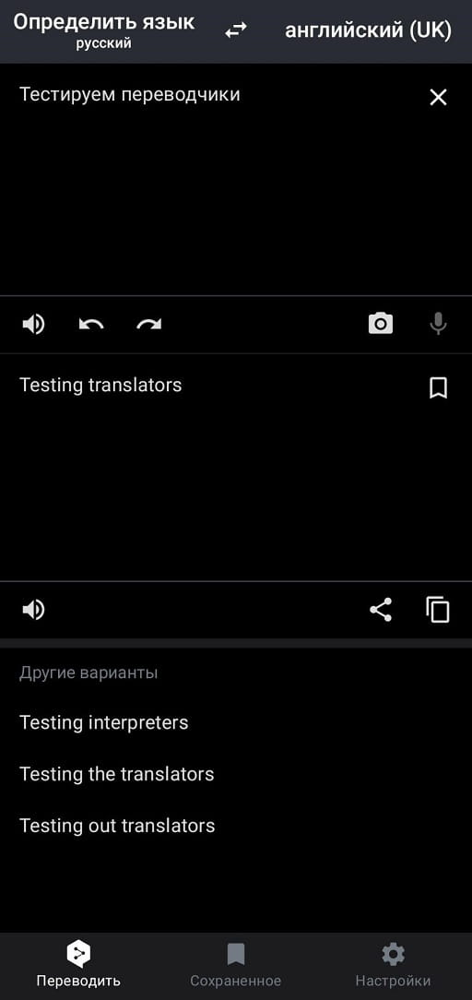 Определить язык
русский
английский (UK)
Тестируем переводчики
Testing translators
Другие варианты
Testing interpreters
Testing the translators
Testing out translators
Переводить
Сохраненное
Настройки